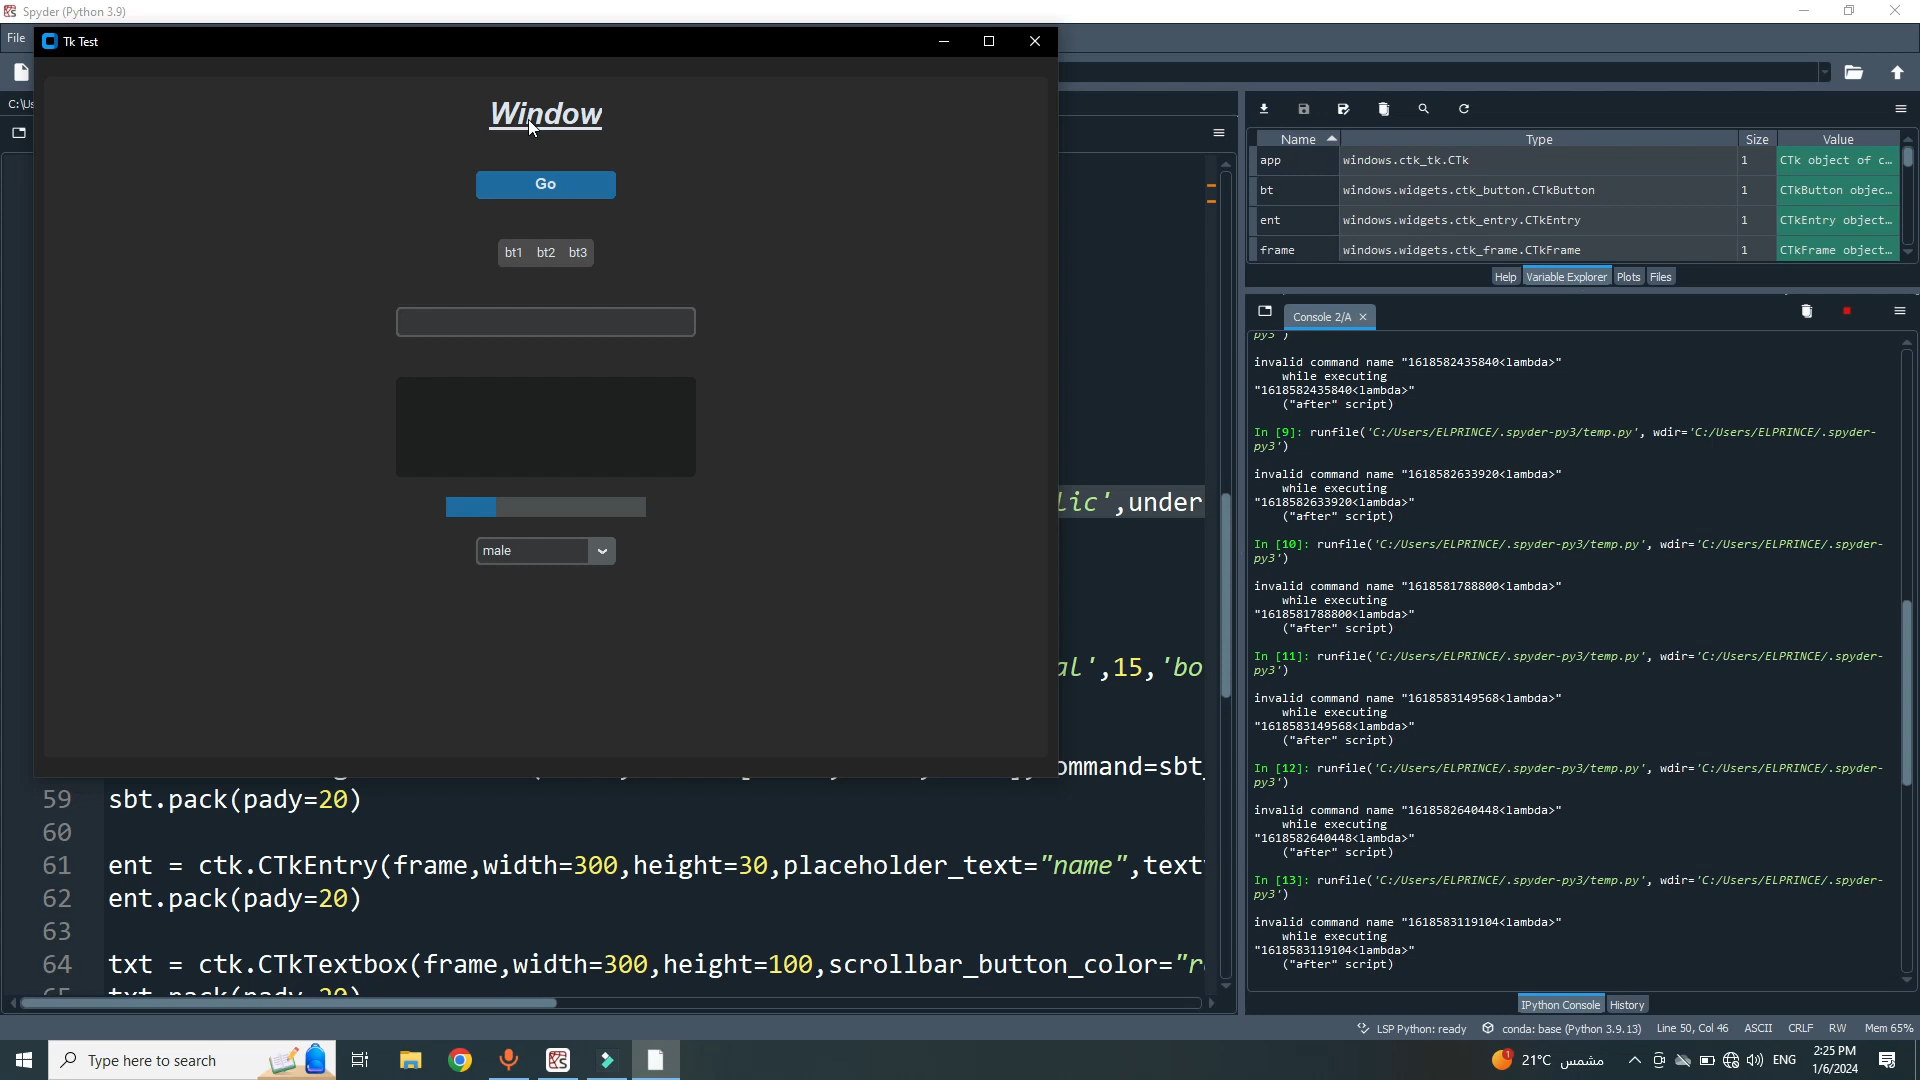 Spyder (Python 3.9)
File
Tk Test
C:\Us
Window
Go
bt1 bt2 bt3
male
lic',under
al',15,'bo
ommand=sbt_
59 sbt.pack(pady=20)
60
61 ent = ctk.CTkEntry(frame,width=300,height=30,placeholder_text="name",text
62 ent.pack(pady=20)
63
64 txt = ctk.CTkTextbox(frame,width=300,height=100,scrollbar_button_color="r
Name Type Size Value
app windows.ctk_tk.CTk 1 CTk object of c…
bt windows.widgets.ctk_button.CTkButton 1 CTkButton objec…
ent windows.widgets.ctk_entry.CTkEntry 1 CTkEntry object…
frame windows.widgets.ctk_frame.CTkFrame 1 CTkFrame object…
Help Variable Explorer Plots Files
Console 2/A
py3')
invalid command name "1618582435840<lambda>"
while executing
"1618582435840<lambda>"
("after" script)
In [9]: runfile('C:/Users/ELPRINCE/.spyder-py3/temp.py', wdir='C:/Users/ELPRINCE/.spyder-
py3')
invalid command name "1618582633920<lambda>"
while executing
"1618582633920<lambda>"
("after" script)
In [10]: runfile('C:/Users/ELPRINCE/.spyder-py3/temp.py', wdir='C:/Users/ELPRINCE/.spyder-
py3')
invalid command name "1618581788800<lambda>"
while executing
"1618581788800<lambda>"
("after" script)
In [11]: runfile('C:/Users/ELPRINCE/.spyder-py3/temp.py', wdir='C:/Users/ELPRINCE/.spyder-
py3')
invalid command name "1618583149568<lambda>"
while executing
"1618583149568<lambda>"
("after" script)
In [12]: runfile('C:/Users/ELPRINCE/.spyder-py3/temp.py', wdir='C:/Users/ELPRINCE/.spyder-
py3')
invalid command name "1618582640448<lambda>"
while executing
"1618582640448<lambda>"
("after" script)
In [13]: runfile('C:/Users/ELPRINCE/.spyder-py3/temp.py', wdir='C:/Users/ELPRINCE/.spyder-
py3')
invalid command name "1618583119104<lambda>"
while executing
"1618583119104<lambda>"
("after" script)
IPython Console History
LSP Python: ready conda: base (Python 3.9.13) Line 50, Col 46 ASCII CRLF RW Mem 65%
Type here to search
1 21°C مشمس ENG
2:25 PM
1/6/2024